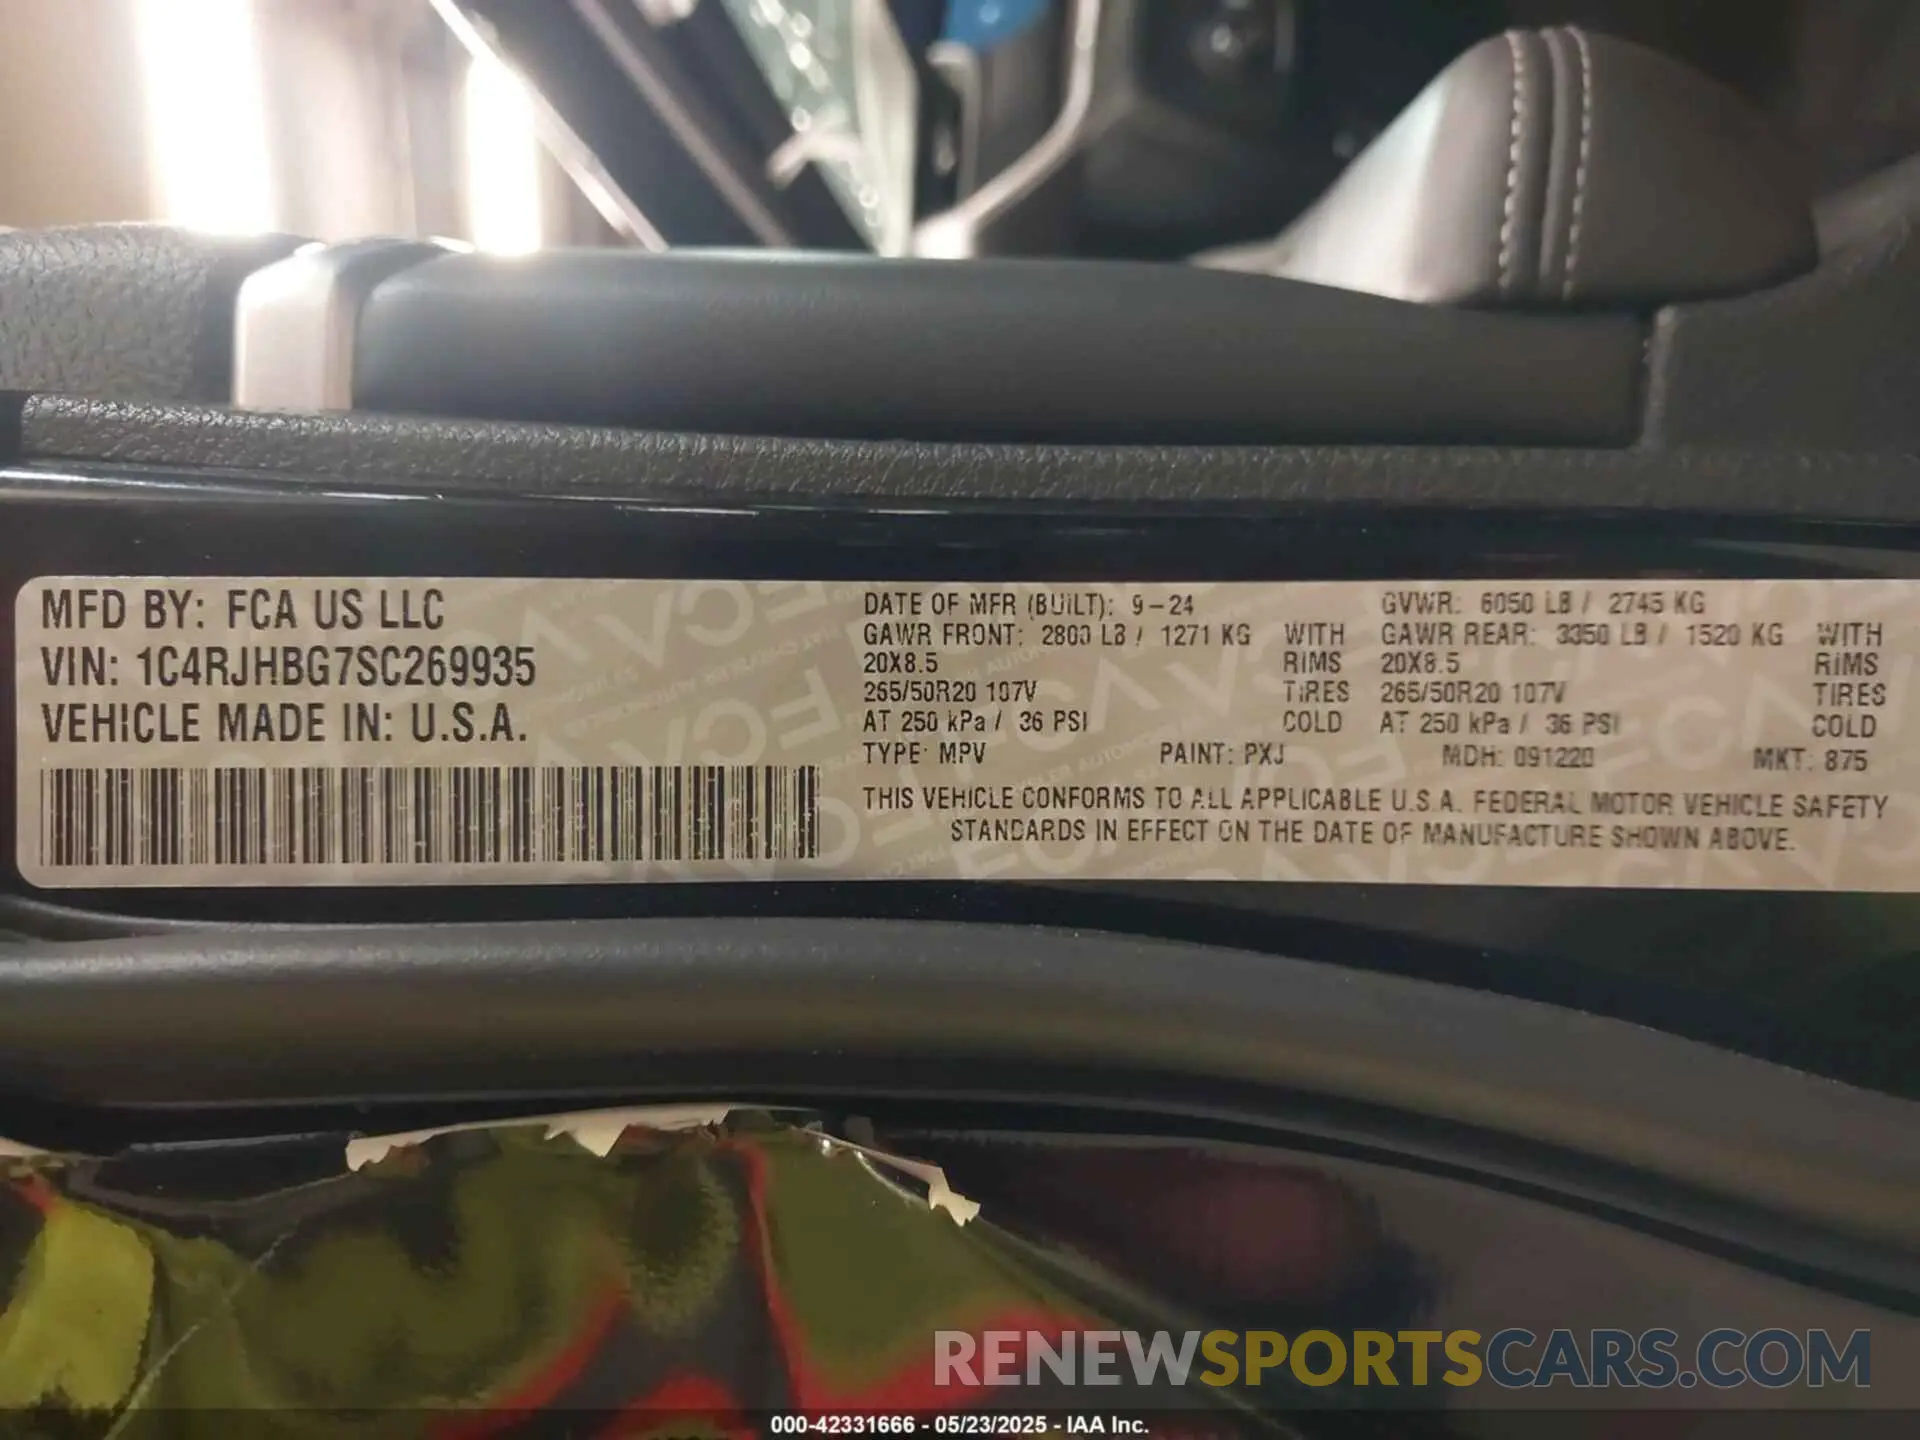 MFD BY: FCA US LLC
VIN: 1C4RJHBG7SC269935
VEHICLE MADE IN: U.S.A.
DATE OF MFR (BUILT): 9-24 GVWR: 6050 LB / 2745 KG
GAWR FRONT: 2800 LB / 1271 KG WITH GAWR REAR: 3350 LB / 1520 KG WITH
20X8.5 RIMS 20X8.5 RIMS
265/50R20 107V TIRES 265/50R20 107V TIRES
AT 250 kPa / 36 PSI COLD AT 250 kPa / 36 PSI COLD
TYPE: MPV PAINT: PXJ MDH: 091220 MKT: 875
THIS VEHICLE CONFORMS TO ALL APPLICABLE U.S.A. FEDERAL MOTOR VEHICLE SAFETY
STANDARDS IN EFFECT ON THE DATE OF MANUFACTURE SHOWN ABOVE.
RENEWSPORTSCARS.COM
000-42331666 - 05/23/2025 - IAA Inc.